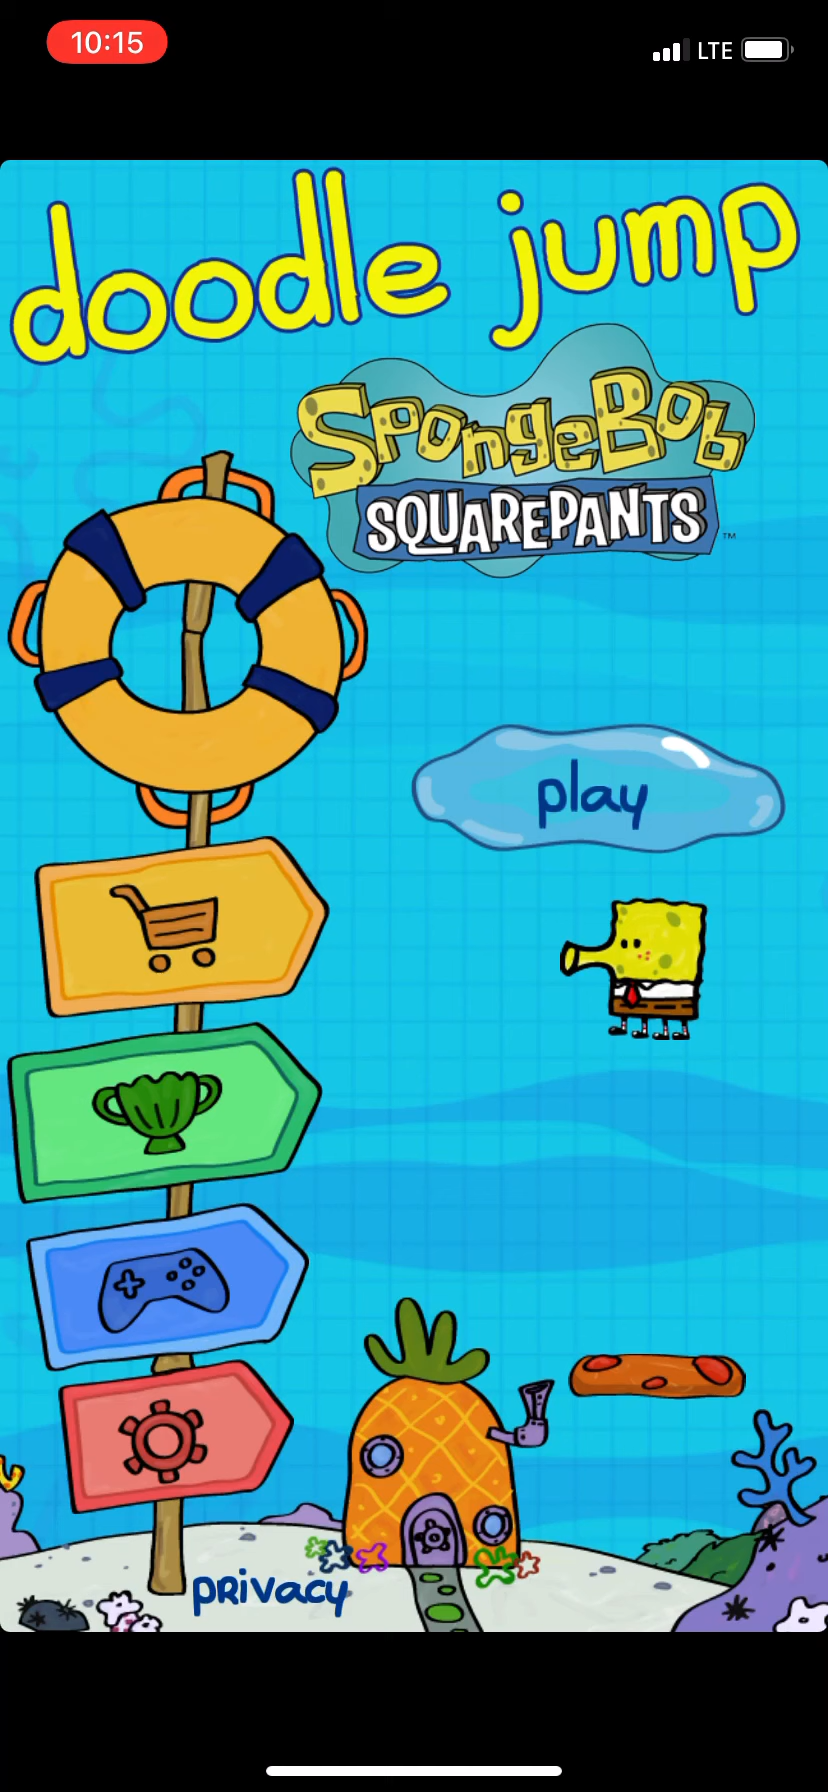 10:15
LTE
doodle jump
SpongeBob
SQUAREPANTS
™
play
privacy